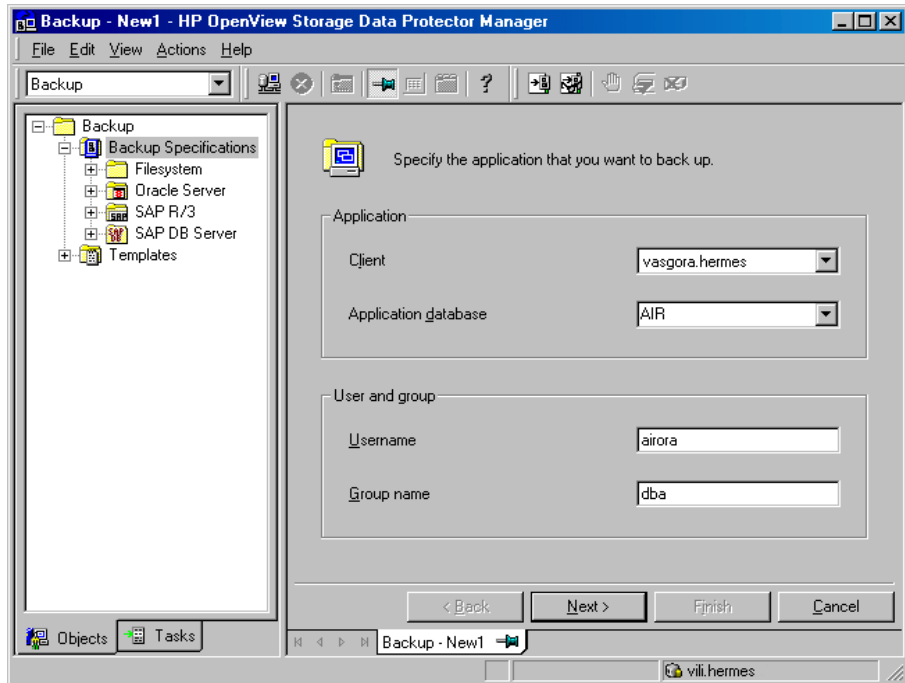 Backup - New1 - HP OpenView Storage Data Protector Manager
File Edit View Actions Help
Backup
?
Backup
Backup Specifications
Filesystem
Oracle Server
SAP R/3
SAP DB Server
Templates
Specify the application that you want to back up.
Application
Client vasgora.hermes
Application database AIR
User and group
Username airora
Group name dba
< Back Next > Finish Cancel
Objects Tasks
Backup - New1
vili.hermes